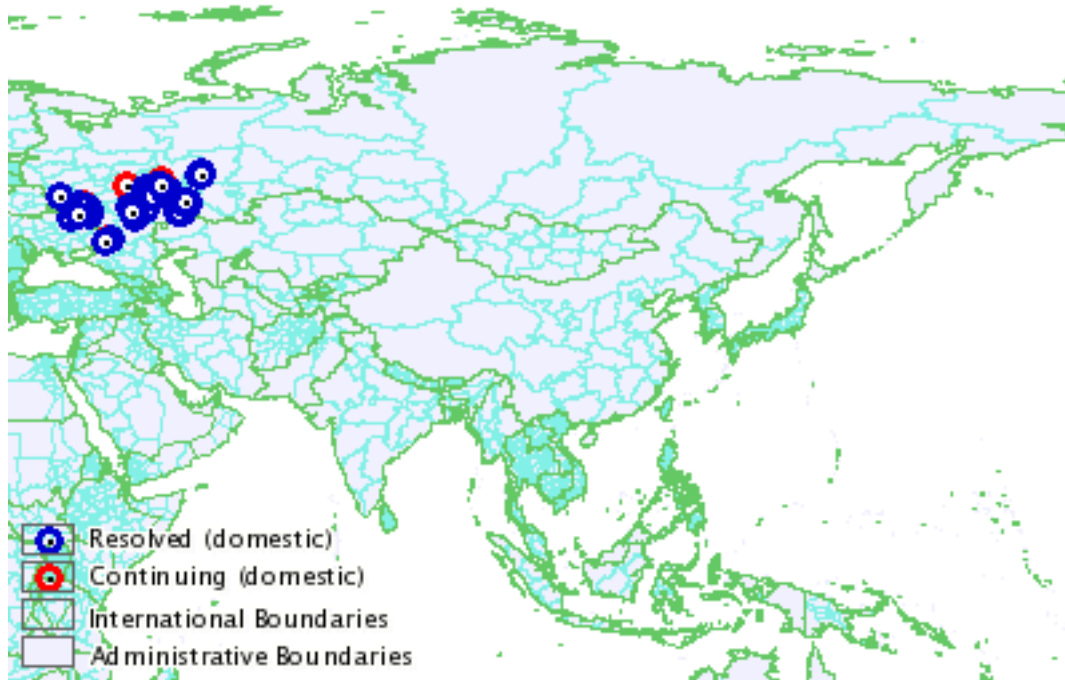 Resolved (domestic)
Continuing (domestic)
International Boundaries
Administrative Boundaries